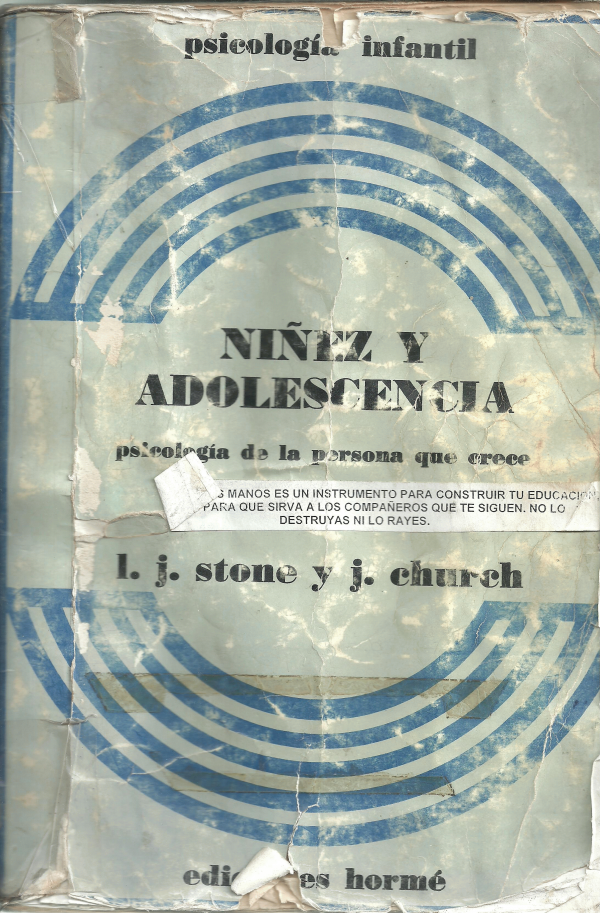 psicología infantil
NIÑEZ Y
ADOLESCENCIA
psicología de la persona que crece
S MANOS ES UN INSTRUMENTO PARA CONSTRUIR TU EDUCACION,
PARA QUE SIRVA A LOS COMPAÑEROS QUE TE SIGUEN. NO LO
DESTRUYAS NI LO RAYES.
l. j. stone y j. church
hormé